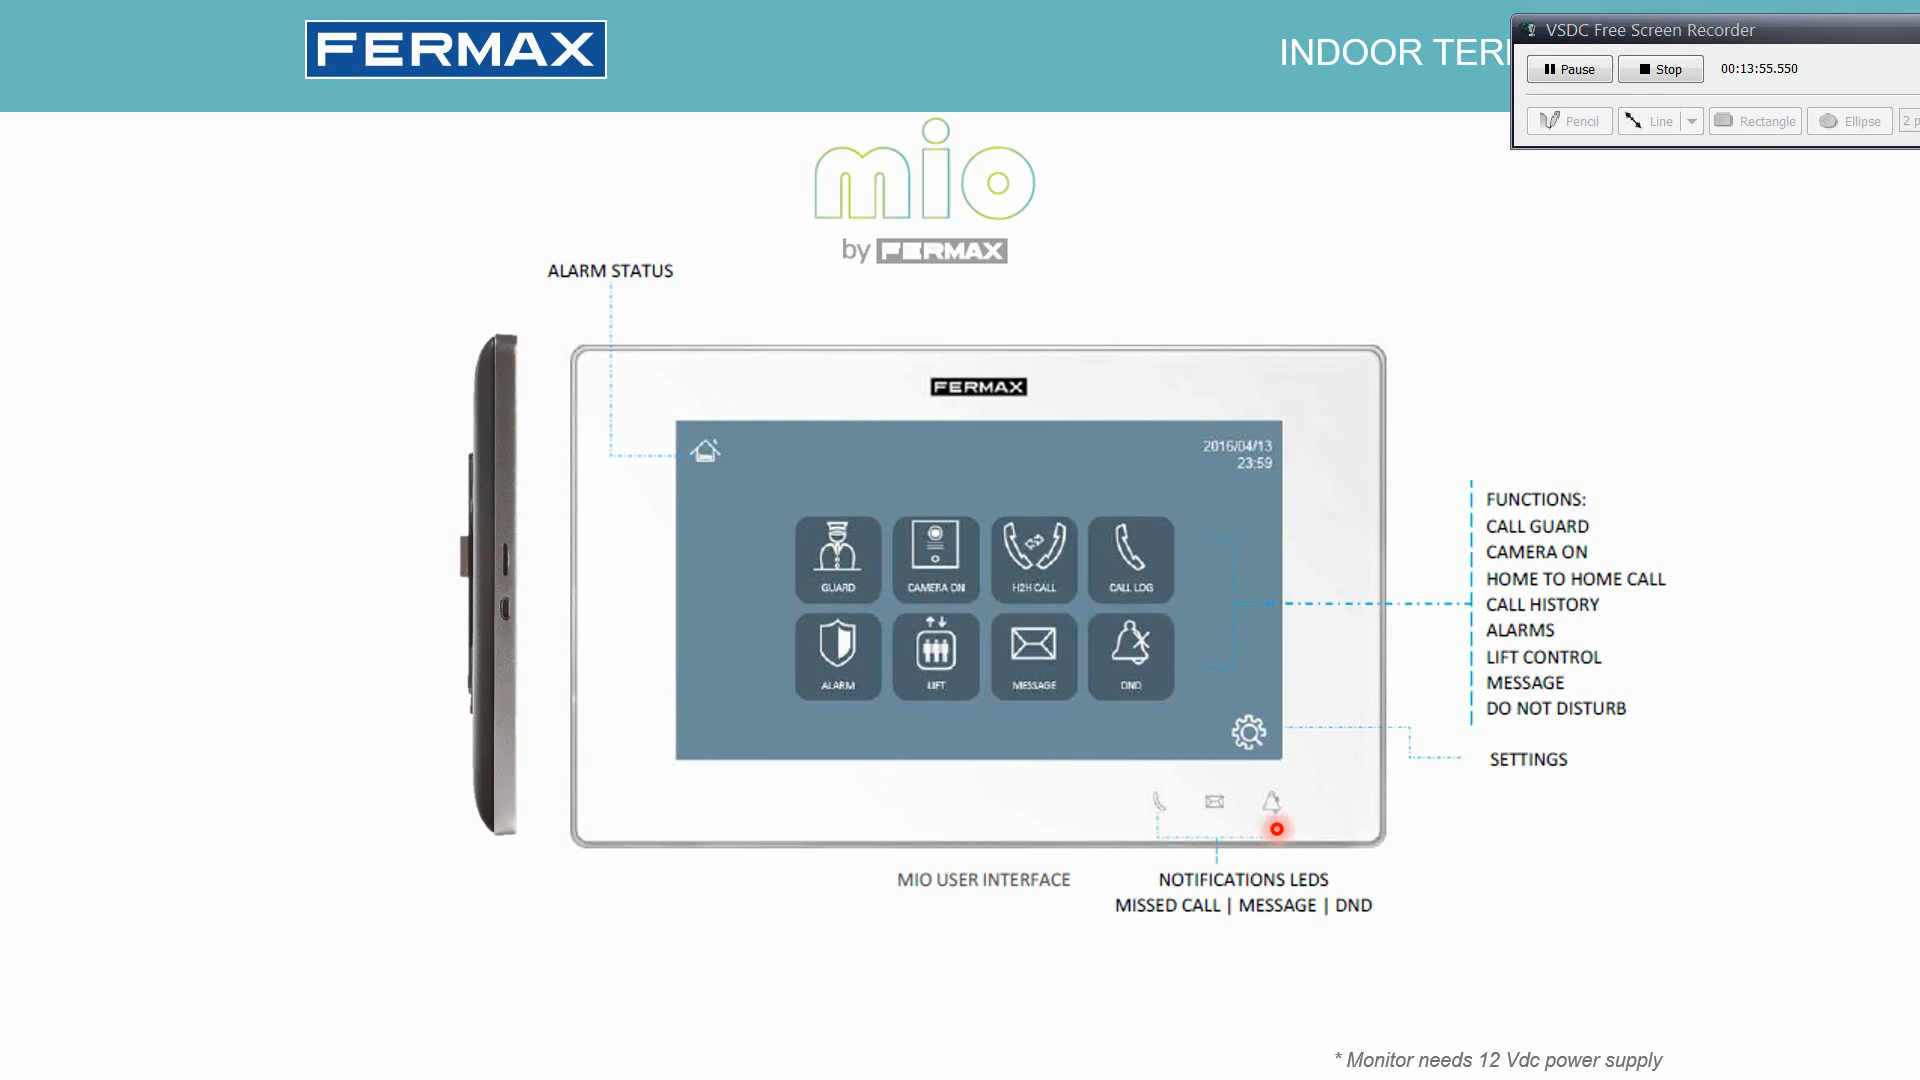 FERMAX
INDOOR TER
VSDC Free Screen Recorder
Pause
Stop
00:13:55.550
Pencil
Line
Rectangle
Ellipse
2 p
mio
by FERMAX
ALARM STATUS
FERMAX
2016/04/13
23:59
GUARD
CAMERA ON
H2H CALL
CALL LOG
ALARM
LIFT
MESSAGE
DND
FUNCTIONS:
CALL GUARD
CAMERA ON
HOME TO HOME CALL
CALL HISTORY
ALARMS
LIFT CONTROL
MESSAGE
DO NOT DISTURB
SETTINGS
MIO USER INTERFACE
NOTIFICATIONS LEDS
MISSED CALL | MESSAGE | DND
* Monitor needs 12 Vdc power supply